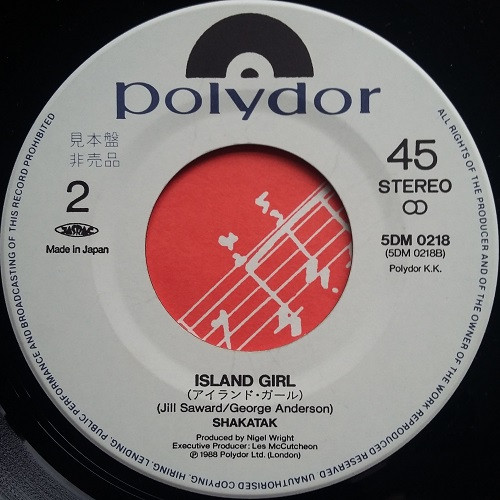 polydor
見本盤
非売品
2
JASRAC
Made in Japan
45
STEREO
5DM 0218
(5DM 0218B)
Polydor K.K.
ISLAND GIRL
(アイランド・ガール)
(Jill Saward/George Anderson)
SHAKATAK
Produced by Nigel Wright
Executive Producer: Les McCutcheon
Ⓟ 1988 Polydor Ltd. (London)
ALL RIGHTS OF THE PRODUCER AND OF THE OWNER OF THE WORK REPRODUCED RESERVED. UNAUTHORISED COPYING, HIRING, LENDING, PUBLIC PERFORMANCE AND BROADCASTING OF THIS RECORD PROHIBITED